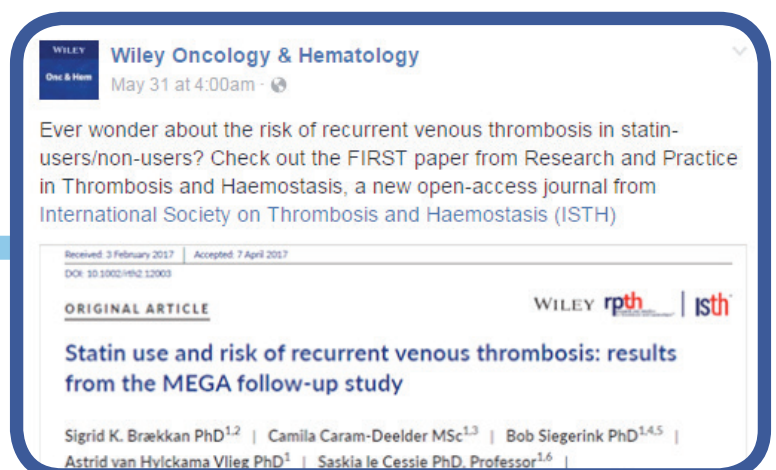 WILEY
Onc & Hem
Wiley Oncology & Hematology
May 31 at 4:00am ·
Ever wonder about the risk of recurrent venous thrombosis in statin-
users/non-users? Check out the FIRST paper from Research and Practice
in Thrombosis and Haemostasis, a new open-access journal from
International Society on Thrombosis and Haemostasis (ISTH)
Received: 3 February 2017 | Accepted: 7 April 2017
DOI: 10.1002/rth2.12003
ORIGINAL ARTICLE
WILEY rpth | isth
Statin use and risk of recurrent venous thrombosis: results
from the MEGA follow-up study
Sigrid K. Brækkan PhD1,2 | Camila Caram-Deelder MSc1,3 | Bob Siegerink PhD1,4,5 |
Astrid van Hylckama Vlieg PhD1 | Saskia le Cessie PhD, Professor1,6 |